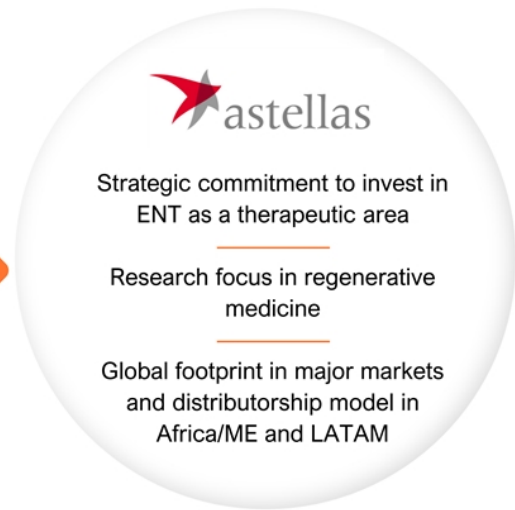 astellas
Strategic commitment to invest in
ENT as a therapeutic area
Research focus in regenerative
medicine
Global footprint in major markets
and distributorship model in
Africa/ME and LATAM